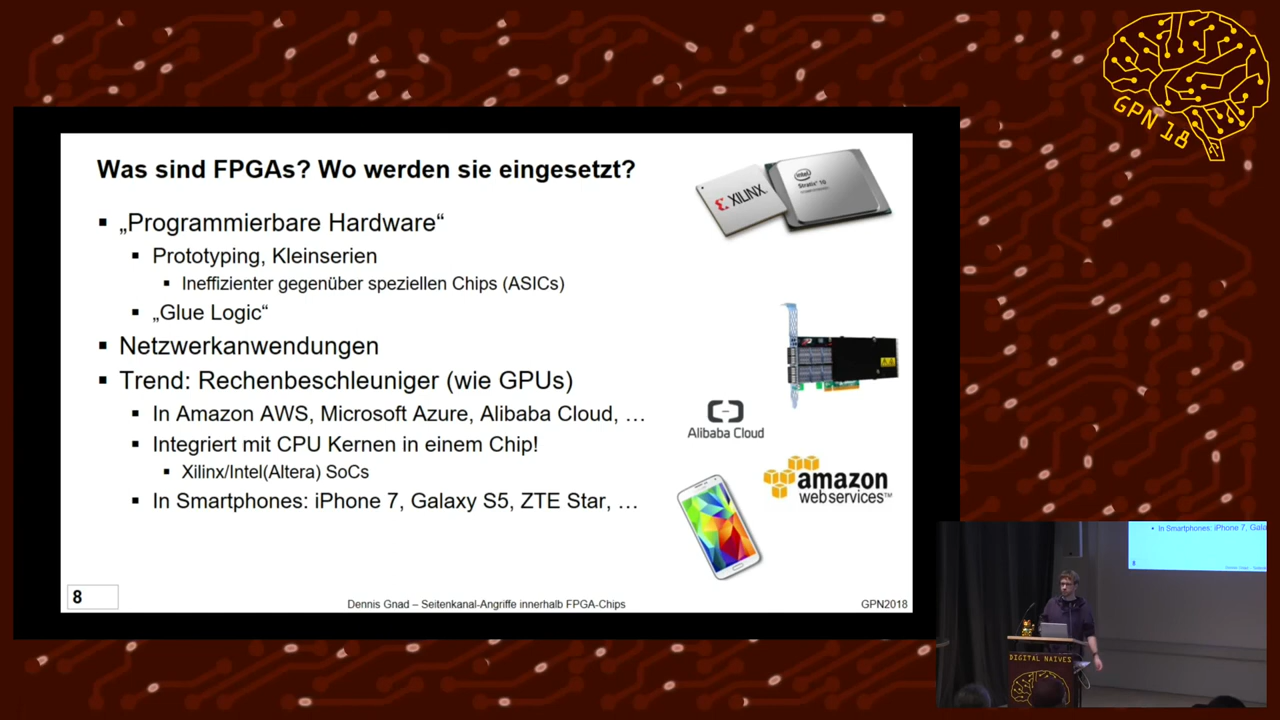 GPN 18
Was sind FPGAs? Wo werden sie eingesetzt?
XILINX
intel
Stratix 10
▪ „Programmierbare Hardware“
▪ Prototyping, Kleinserien
▪ Ineffizienter gegenüber speziellen Chips (ASICs)
▪ „Glue Logic“
▪ Netzwerkanwendungen
▪ Trend: Rechenbeschleuniger (wie GPUs)
▪ In Amazon AWS, Microsoft Azure, Alibaba Cloud, …
▪ Integriert mit CPU Kernen in einem Chip!
▪ Xilinx/Intel(Altera) SoCs
▪ In Smartphones: iPhone 7, Galaxy S5, ZTE Star, …
Alibaba Cloud
amazon
webservices™
8
Dennis Gnad – Seitenkanal-Angriffe innerhalb FPGA-Chips
GPN2018
▪ In Smartphones: iPhone 7, Gala
DIGITAL NAIVES